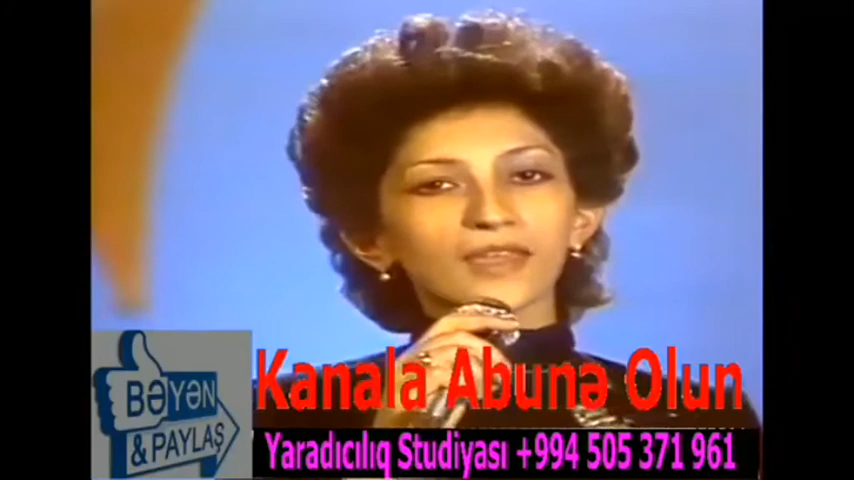 BƏYƏN
& PAYLAŞ
Kanala Abunə Olun
Yaradıcılıq Studiyası +994 505 371 961